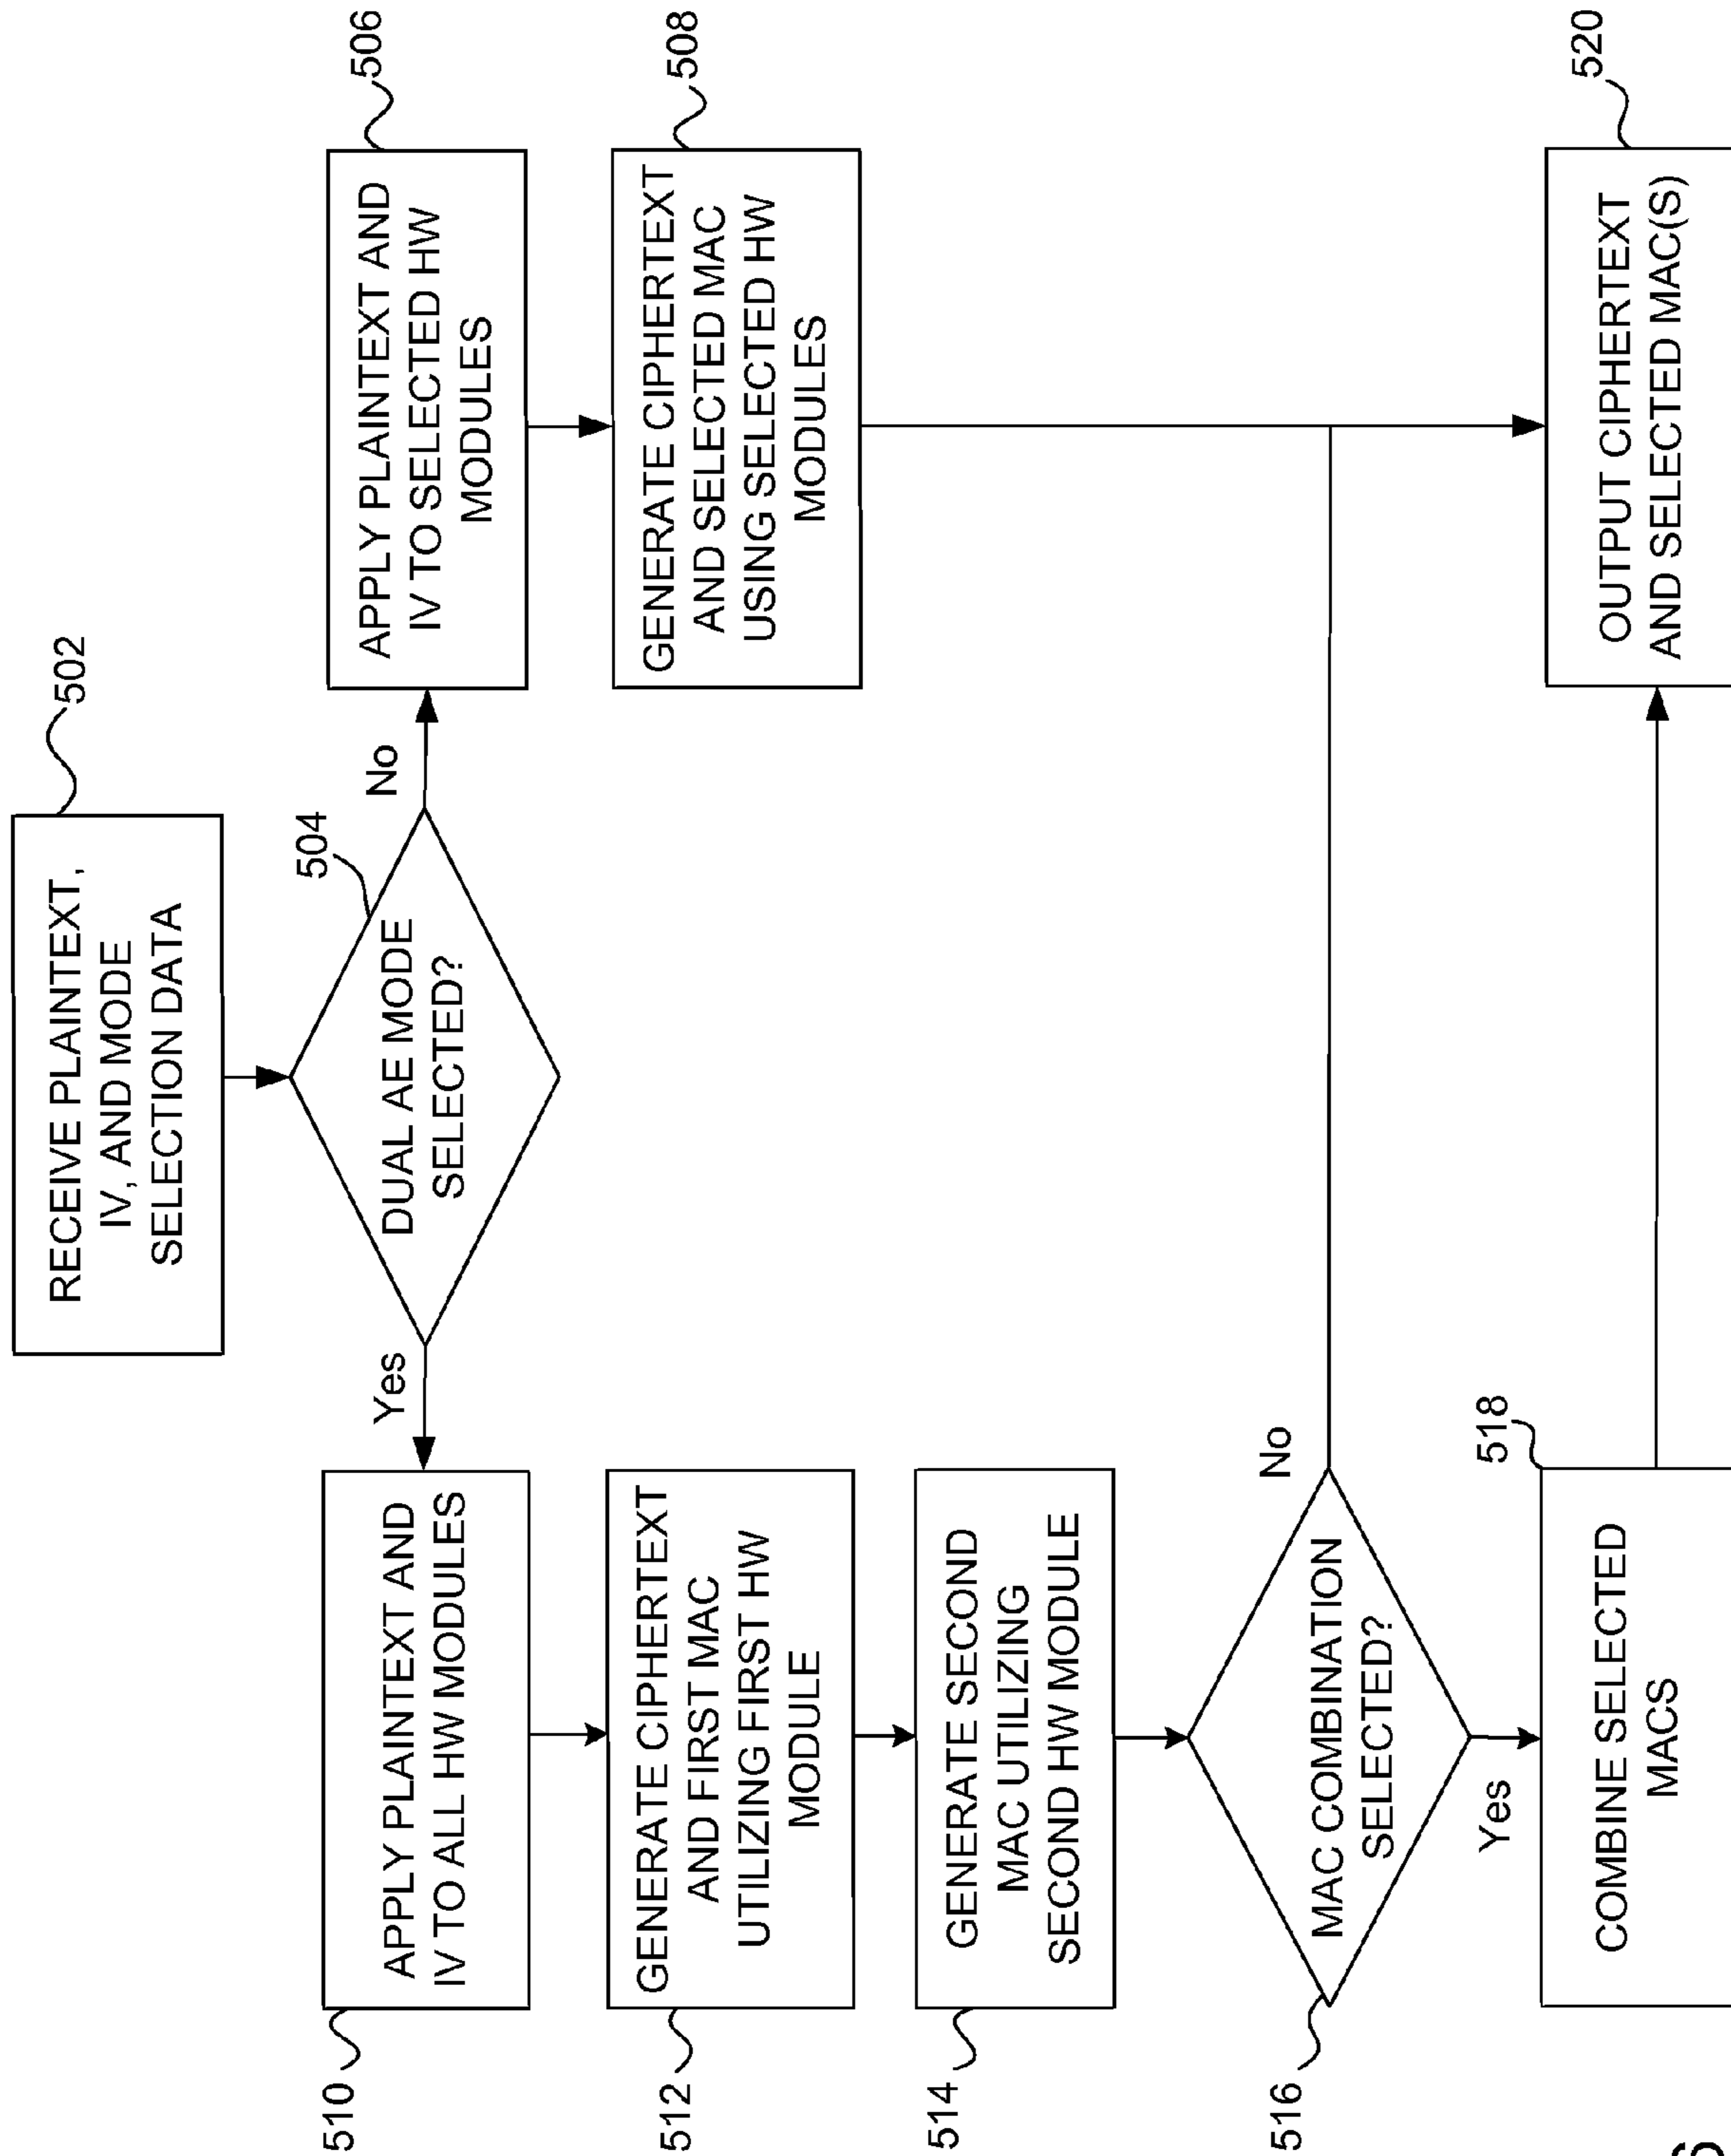 RECEIVE PLAINTEXT,
IV, AND MODE
SELECTION DATA
502
DUAL AE MODE
SELECTED?
504
No
Yes
APPLY PLAINTEXT AND
IV TO SELECTED HW
MODULES
506
GENERATE CIPHERTEXT
AND SELECTED MAC
USING SELECTED HW
MODULES
508
510
APPLY PLAINTEXT AND
IV TO ALL HW MODULES
512
GENERATE CIPHERTEXT
AND FIRST MAC
UTILIZING FIRST HW
MODULE
514
GENERATE SECOND
MAC UTILIZING
SECOND HW MODULE
516
MAC COMBINATION
SELECTED?
No
Yes
518
COMBINE SELECTED
MACS
OUTPUT CIPHERTEXT
AND SELECTED MAC(S)
520